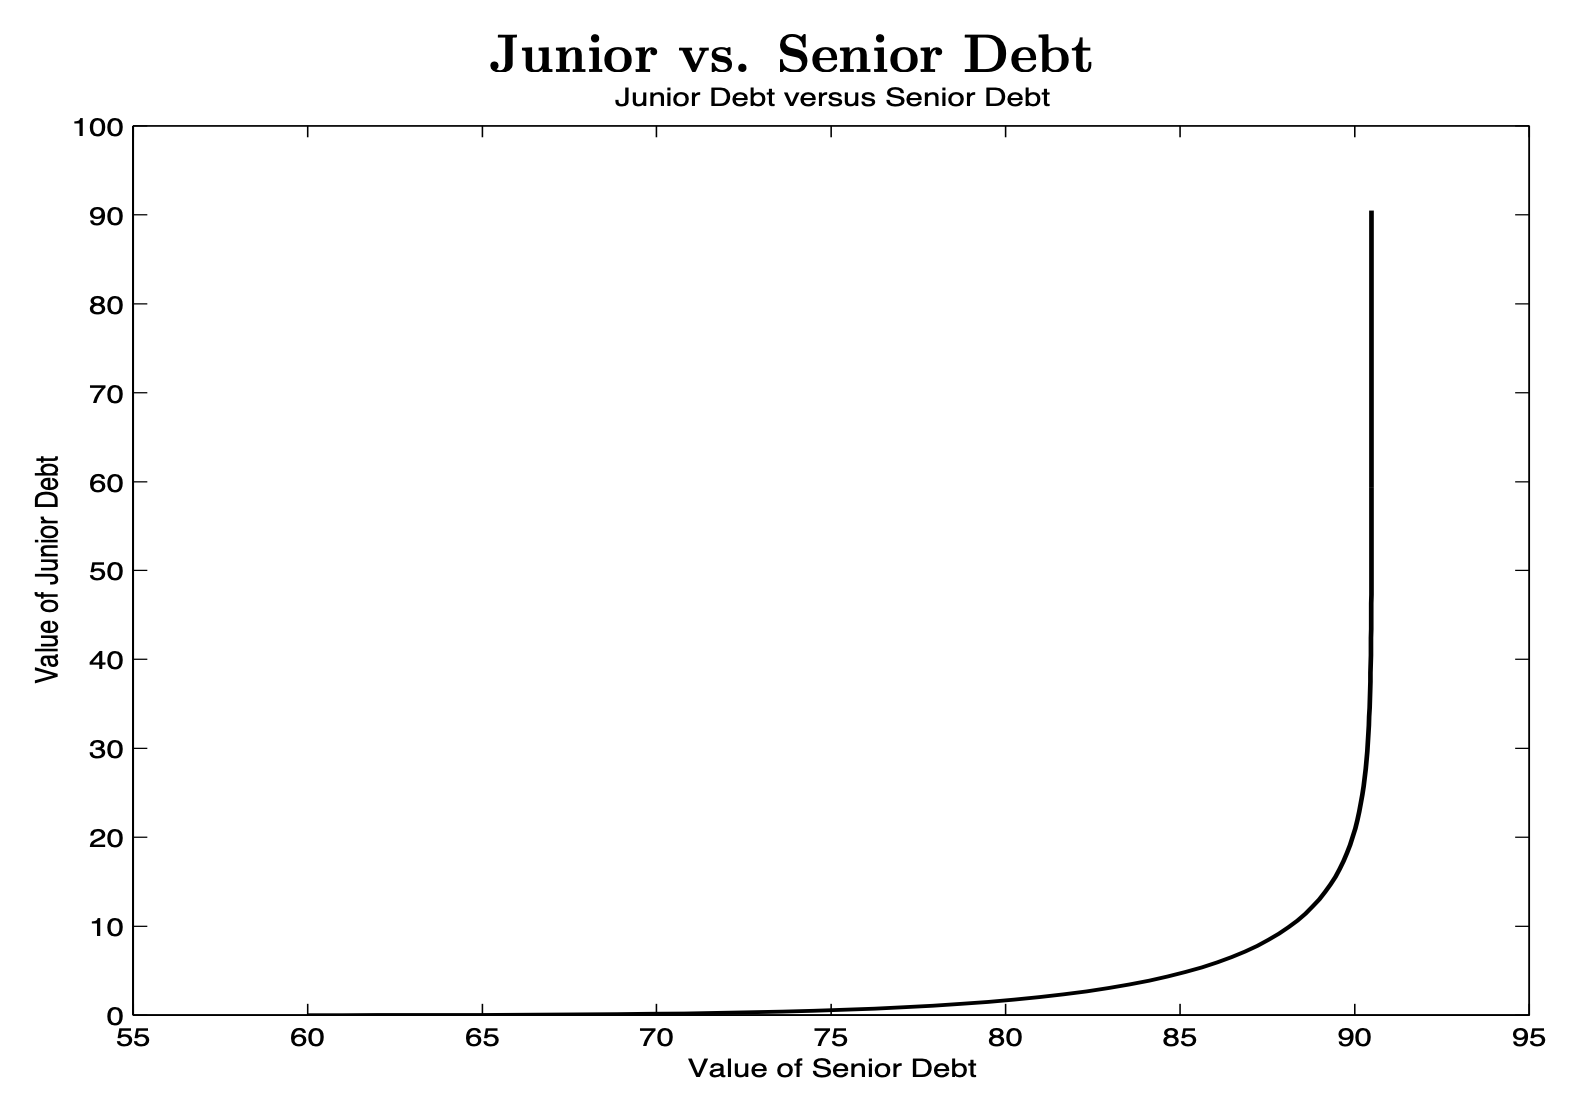 Junior vs. Senior Debt
Junior Debt versus Senior Debt
100
90
80
70
60
50
40
30
20
10
0
Value of Junior Debt
55 60 65 70 75 80 85 90 95
Value of Senior Debt